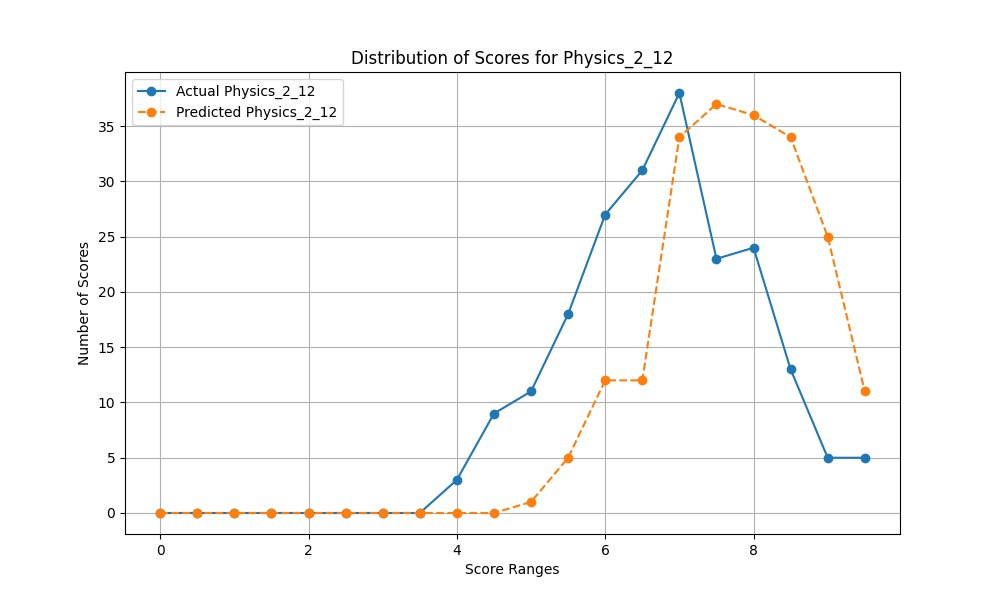 Distribution of Scores for Physics_2_12
Actual Physics_2_12
Predicted Physics_2_12
Number of Scores
35
30
25
20
15
10
5
0
0 2 4 6 8
Score Ranges